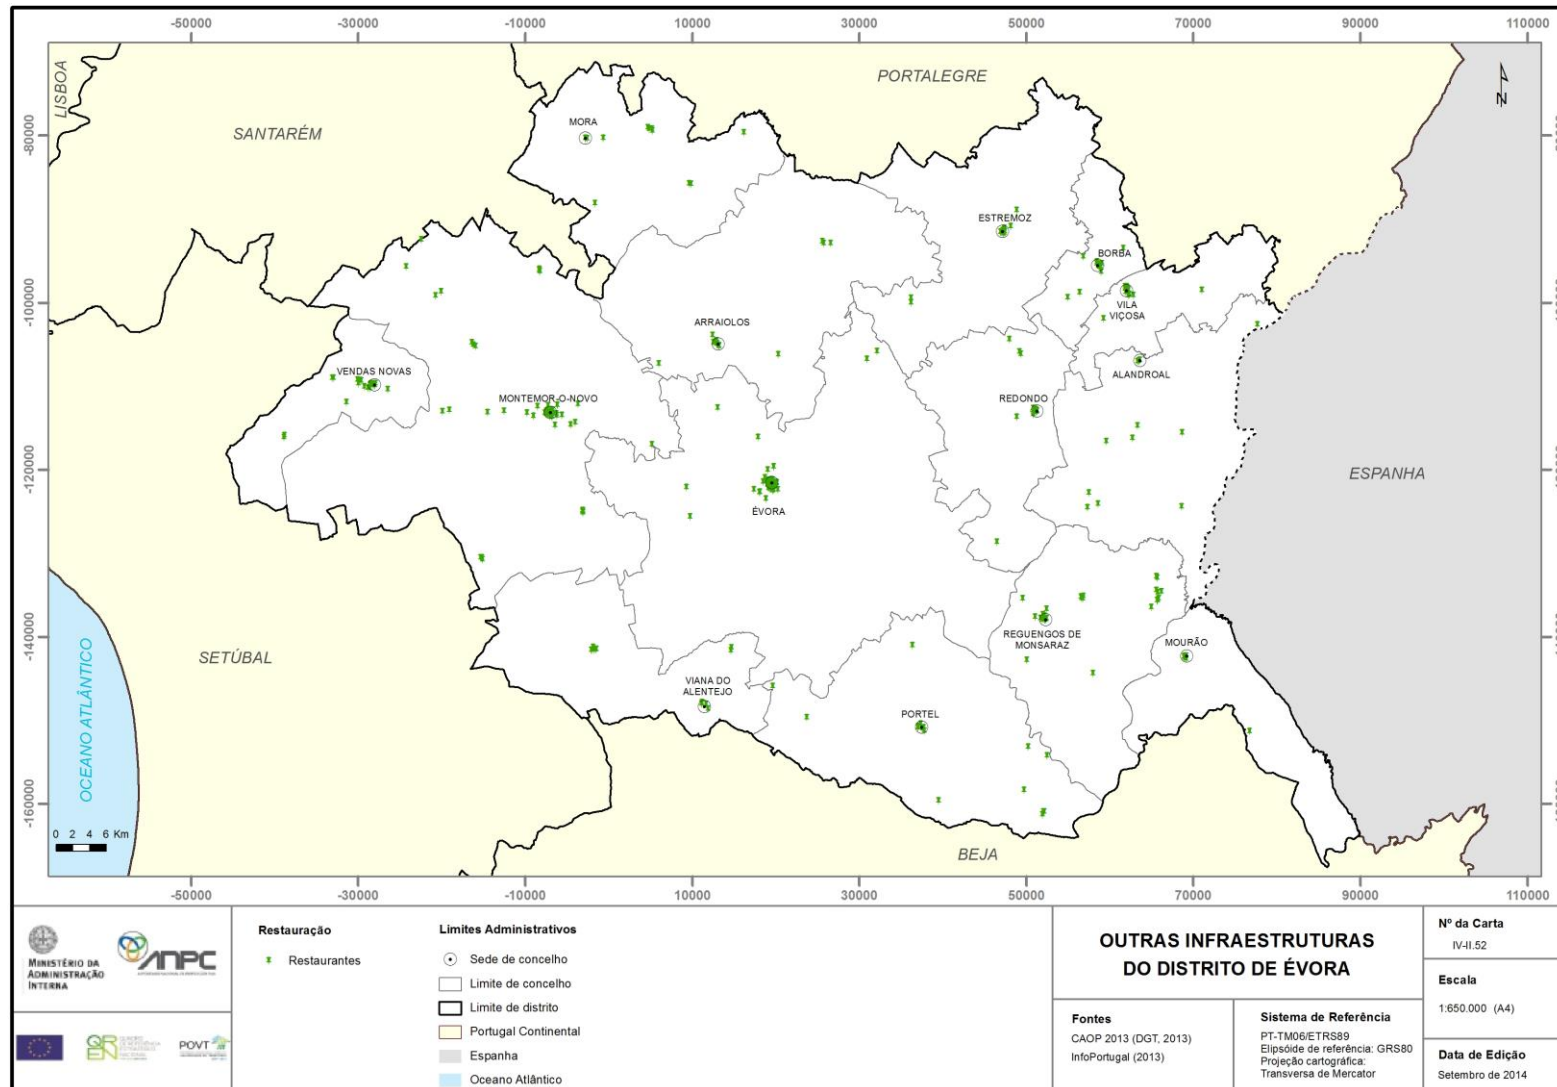 -50000 -30000 -10000 10000 30000 50000 70000 90000 110000
LISBOA
SANTARÉM
PORTALEGRE
N
-80000
MORA
ESTREMOZ
BORBA
-100000
VILA
VIÇOSA
ARRAIOLOS
VENDAS NOVAS
ALANDROAL
MONTEMOR-O-NOVO
REDONDO
-120000
ESPANHA
ÉVORA
-140000
REGUENGOS DE
MONSARAZ
MOURÃO
SETÚBAL
VIANA DO
ALENTEJO
PORTEL
OCEANO ATLÂNTICO
-160000
0 2 4 6 Km
BEJA
-50000 -30000 -10000 10000 30000 50000 70000 90000 110000
MINISTÉRIO DA
ADMINISTRAÇÃO
INTERNA
ANPC
QREN
POVT
Restauração
Restaurantes
Limites Administrativos
Sede de concelho
Limite de concelho
Limite de distrito
Portugal Continental
Espanha
Oceano Atlântico
OUTRAS INFRAESTRUTURAS
DO DISTRITO DE ÉVORA
Fontes
CAOP 2013 (DGT, 2013)
InfoPortugal (2013)
Sistema de Referência
PT-TM06/ETRS89
Elipsóide de referência: GRS80
Projeção cartográfica:
Transversa de Mercator
Nº da Carta
IV-II.52
Escala
1:650.000 (A4)
Data de Edição
Setembro de 2014